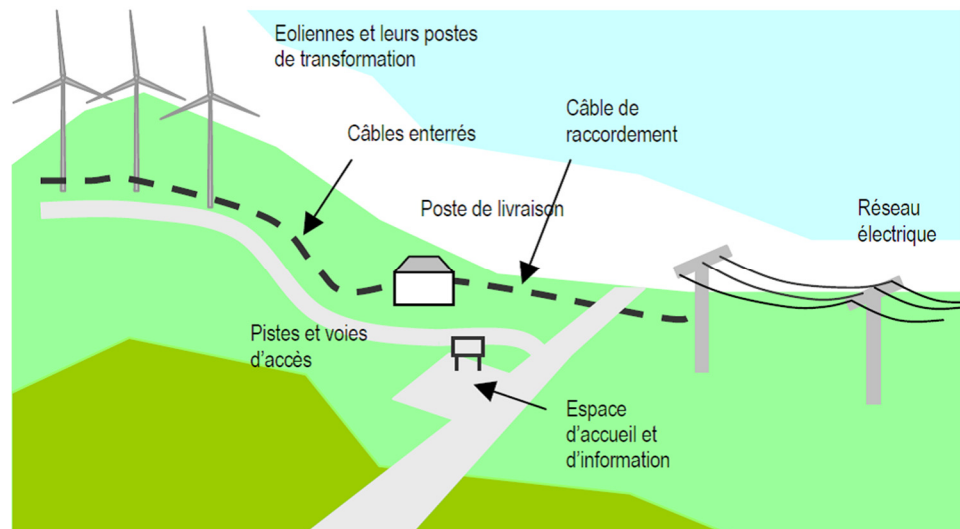 Eoliennes et leurs postes
de transformation
Câbles enterrés
Câble de
raccordement
Poste de livraison
Réseau
électrique
Pistes et voies
d'accès
Espace
d'accueil et
d'information